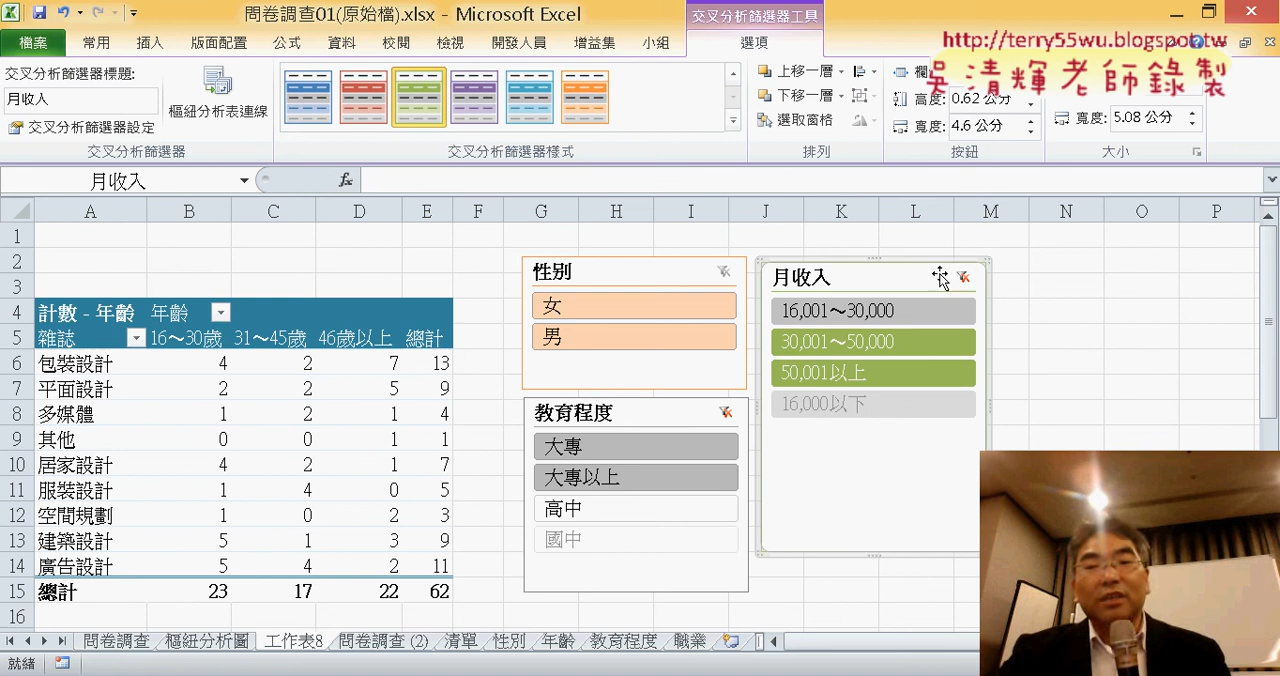 問卷調查01(原始檔).xlsx - Microsoft Excel
交叉分析篩選器工具
檔案 常用 插入 版面配置 公式 資料 校閱 檢視 開發人員 增益集 小組 選項
http://terry55wu.blogspot.tw
吳清輝老師錄製
交叉分析篩選器標題:
月收入
交叉分析篩選器設定
樞紐分析表連線
上移一層
下移一層
選取窗格
高度: 0.62 公分
寬度: 4.6 公分
寬度: 5.08 公分
交叉分析篩選器 交叉分析篩選器樣式 排列 按鈕 大小
月收入 fx
A B C D E F G H I J K L M N O P
1
2
3
4 計數 - 年齡 年齡
5 雜誌 16～30歲 31～45歲 46歲以上 總計
6 包裝設計 4 2 7 13
7 平面設計 2 2 5 9
8 多媒體 1 2 1 4
9 其他 0 0 1 1
10 居家設計 4 2 1 7
11 服裝設計 1 4 0 5
12 空間規劃 1 0 2 3
13 建築設計 5 1 3 9
14 廣告設計 5 4 2 11
15 總計 23 17 22 62
16
性別
女
男
教育程度
大專
大專以上
高中
國中
月收入
16,001～30,000
30,001～50,000
50,001以上
16,000以下
問卷調查 樞紐分析圖 工作表8 問卷調查 (2) 清單 性別 年齡 教育程度 職業
就緒